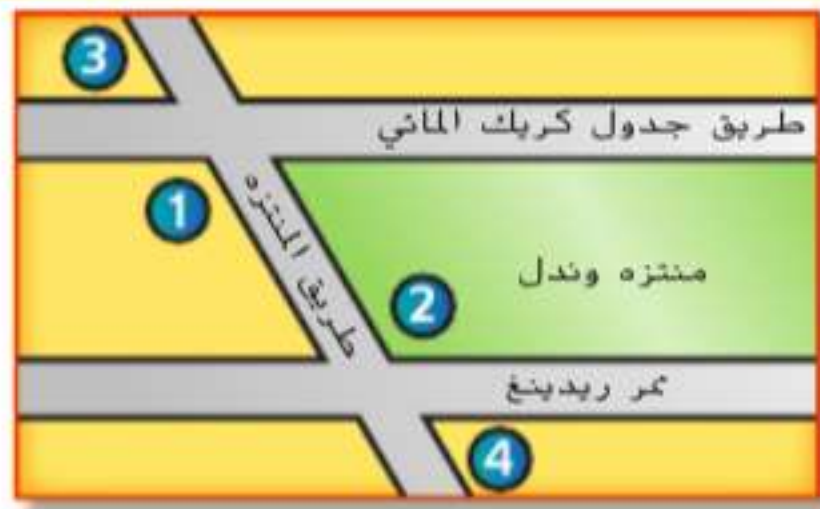 3
طريق جدول كريك المائي
1
طريق المنتزه
منتزه وندل
2
ممر ريدينغ
4